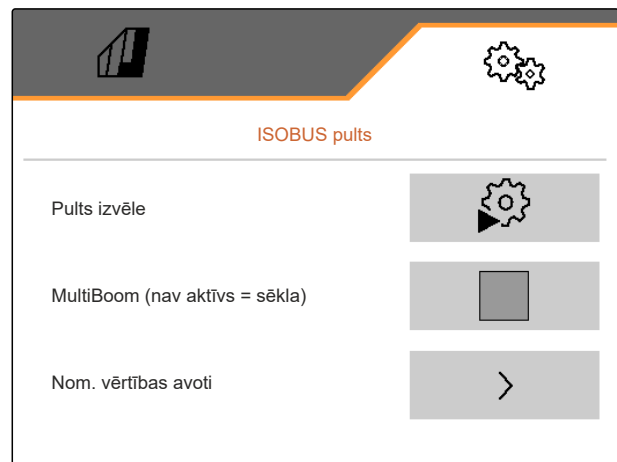 ISOBUS pults
Pults izvēle
MultiBoom (nav aktīvs = sēkla)
Nom. vērtības avoti